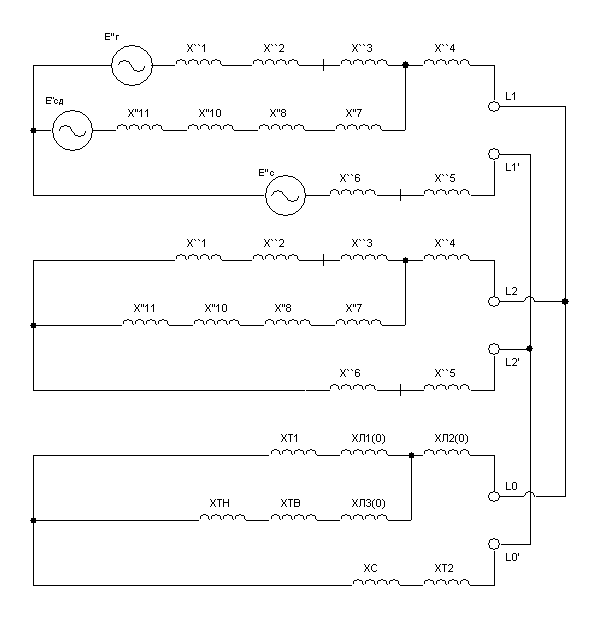 E"г
X``1 X``2 X``3 X``4
L1
E"сд
X"11 X"10 X"8 X"7
L1'
E"с
X``6 X``5
X``1 X``2 X``3 X``4
L2
X"11 X"10 X"8 X"7
L2'
X``6 X``5
XT1 XЛ1(0) XЛ2(0)
L0
XTH XTB XЛ3(0)
L0'
XC XT2